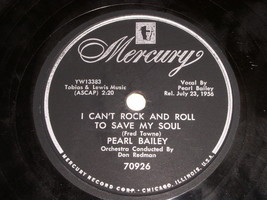 Mercury
YW13383
Tobias & Lewis Music
(ASCAP) 2:20
Vocal By
Pearl Bailey
Rel. July 23, 1956
I CAN'T ROCK AND ROLL
TO SAVE MY SOUL
(Fred Towne)
PEARL BAILEY
Orchestra Conducted By
Don Redman
70926
MERCURY RECORD CORP. - CHICAGO, ILLINOIS, U.S.A.